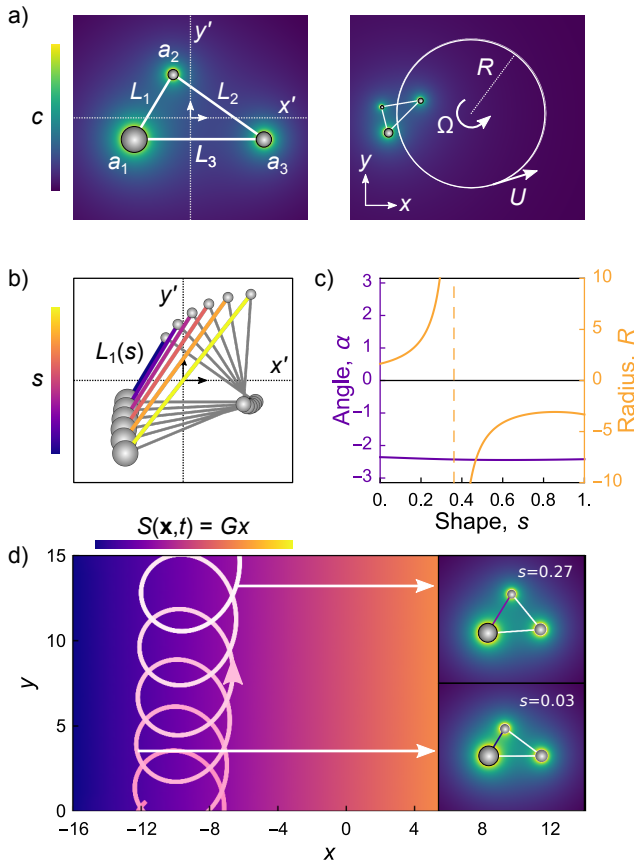 a)
c
y'
a₂
L₁
L₂
x'
a₁
L₃
a₃
R
Ω
y
x
U
b)
s
y'
L₁(s)
x'
c)
Angle, α
3
2
1
0
-1
-2
-3
10
5
0
-5
-10
Radius, R
0. 0.2 0.4 0.6 0.8 1.
Shape, s
S(x,t) = Gx
d)
y
15
10
5
0
-16 -12 -8 -4 0 4 8 12
x
s=0.27
s=0.03